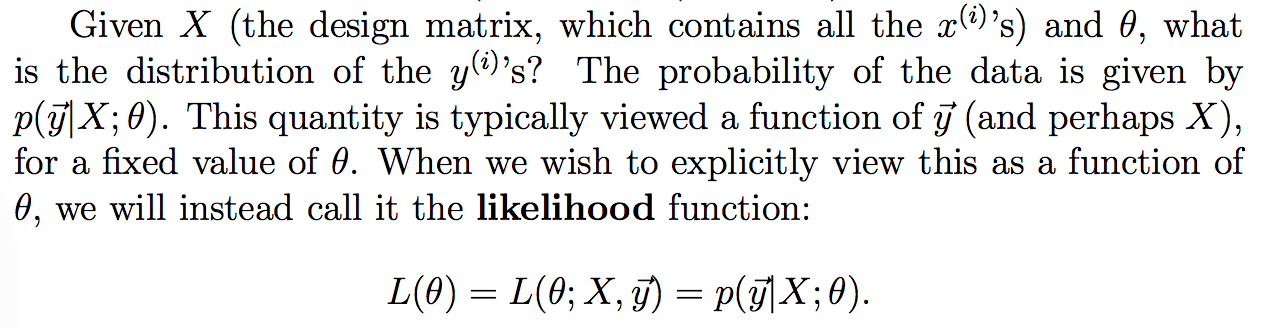 Given X (the design matrix, which contains all the x⁽ⁱ⁾’s) and θ, what
is the distribution of the y⁽ⁱ⁾’s? The probability of the data is given by
p(y⃗|X; θ). This quantity is typically viewed a function of y⃗ (and perhaps X),
for a fixed value of θ. When we wish to explicitly view this as a function of
θ, we will instead call it the likelihood function:
L(θ) = L(θ; X, y⃗) = p(y⃗|X; θ).